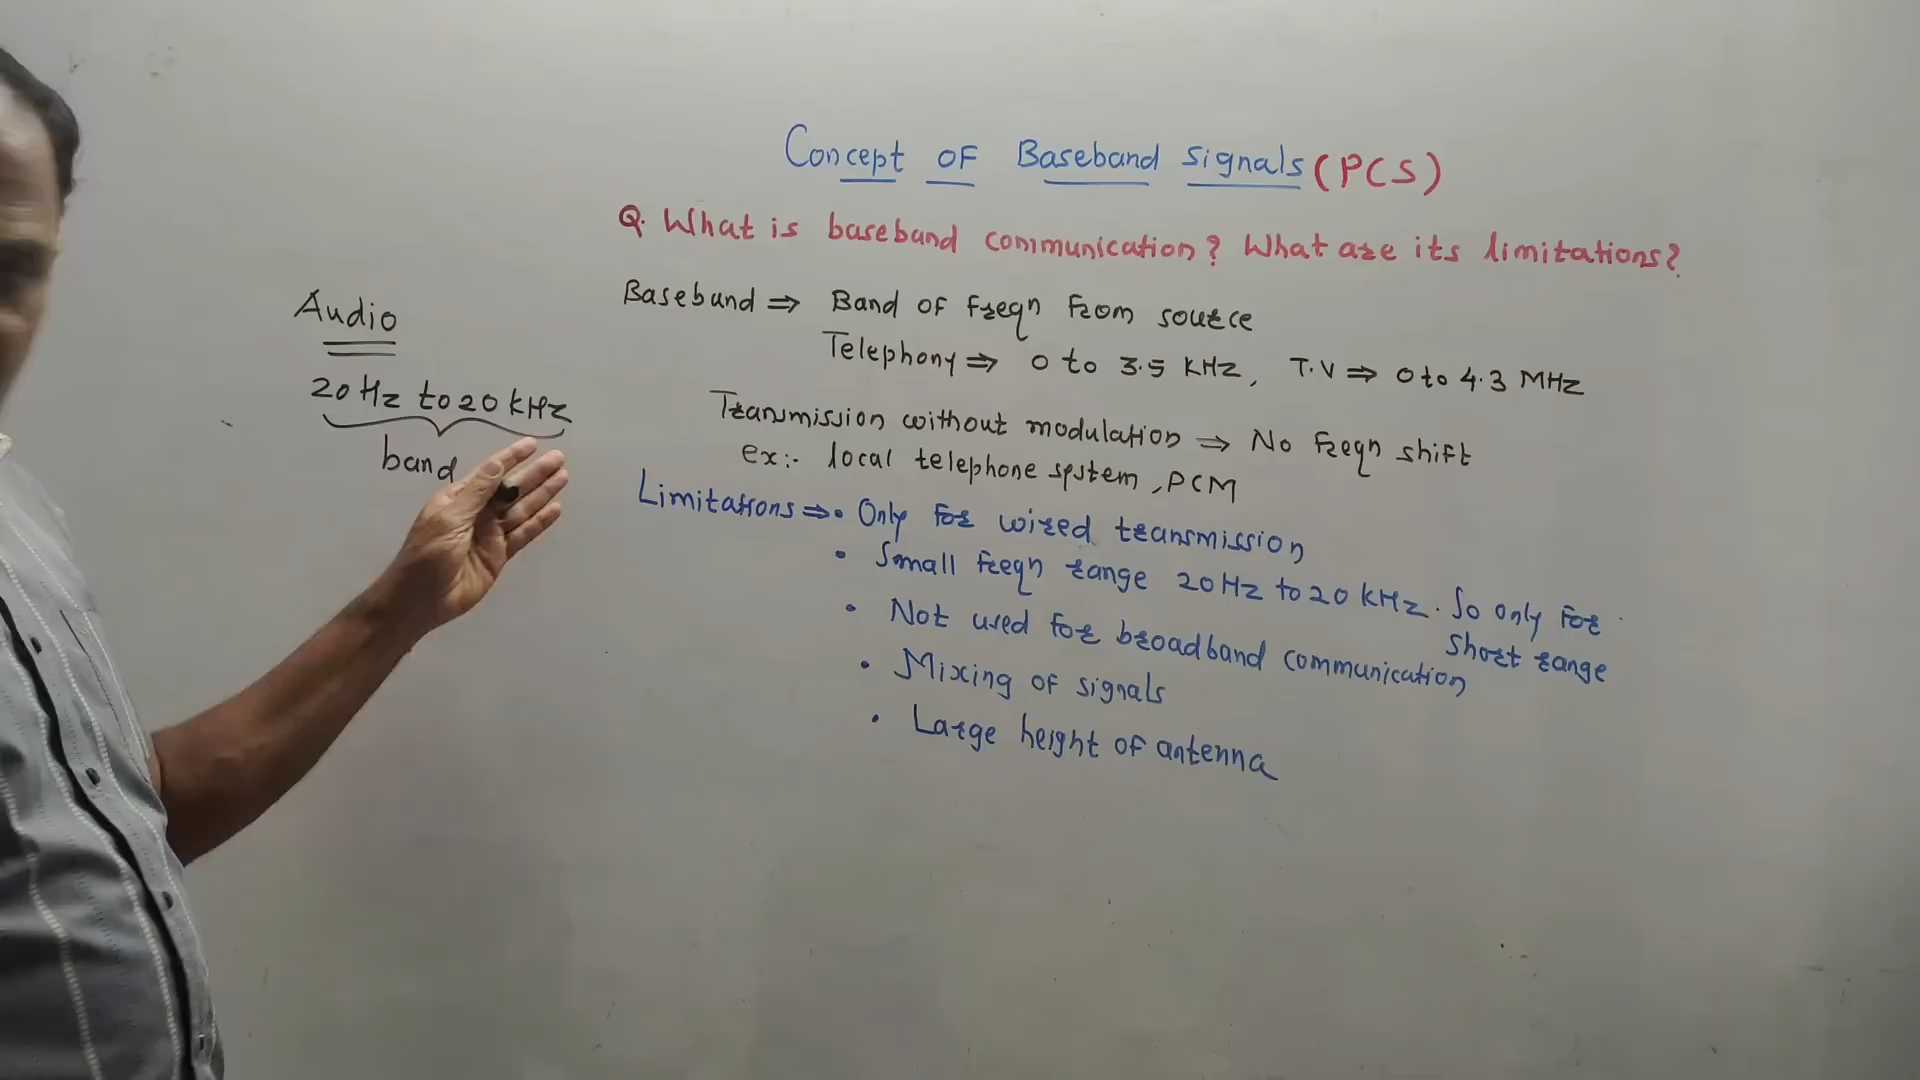 Concept of Baseband signals (PCS)
Q. What is baseband communication? What are its limitations?
Baseband ⇒ Band of freqn from source
Telephony ⇒ 0 to 3.5 KHZ, T.V ⇒ 0 to 4.3 MHZ
Transmission without modulation ⇒ No freqn shift
ex:- local telephone system, PCM
Limitations ⇒ • Only for wired transmission
• Small freqn range 20 HZ to 20 KHZ. So only for
short range
• Not used for broadband communication
• Mixing of signals
• Large height of antenna
Audio
20 Hz to 20 kHz
band